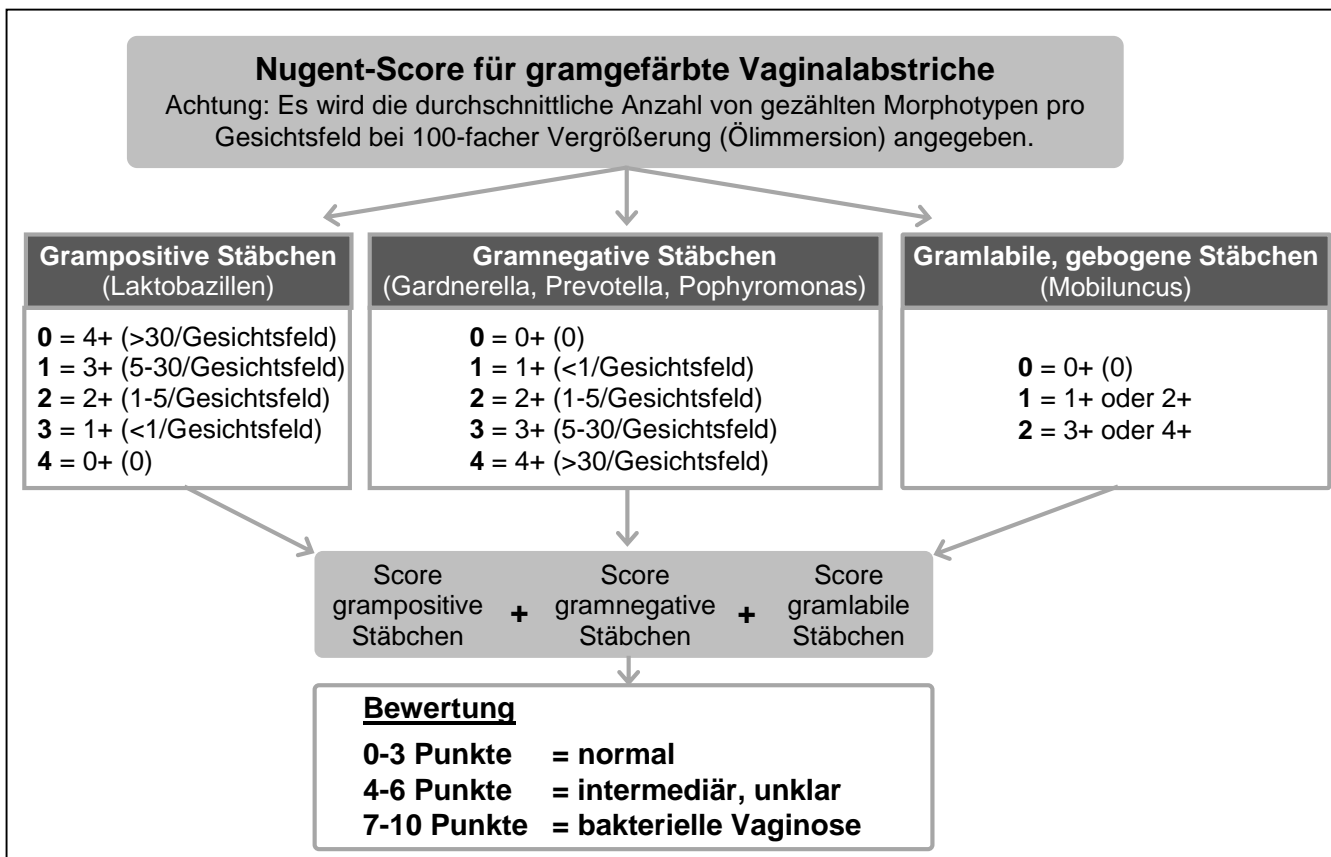 Nugent-Score für gramgefärbte Vaginalabstriche
Achtung: Es wird die durchschnittliche Anzahl von gezählten Morphotypen pro
Gesichtsfeld bei 100-facher Vergrößerung (Ölimmersion) angegeben.
Grampositive Stäbchen
(Laktobazillen)
0 = 4+ (>30/Gesichtsfeld)
1 = 3+ (5-30/Gesichtsfeld)
2 = 2+ (1-5/Gesichtsfeld)
3 = 1+ (<1/Gesichtsfeld)
4 = 0+ (0)
Gramnegative Stäbchen
(Gardnerella, Prevotella, Pophyromonas)
0 = 0+ (0)
1 = 1+ (<1/Gesichtsfeld)
2 = 2+ (1-5/Gesichtsfeld)
3 = 3+ (5-30/Gesichtsfeld)
4 = 4+ (>30/Gesichtsfeld)
Gramlabile, gebogene Stäbchen
(Mobiluncus)
0 = 0+ (0)
1 = 1+ oder 2+
2 = 3+ oder 4+
Score
grampositive
Stäbchen
+
Score
gramnegative
Stäbchen
+
Score
gramlabile
Stäbchen
Bewertung
0-3 Punkte = normal
4-6 Punkte = intermediär, unklar
7-10 Punkte = bakterielle Vaginose